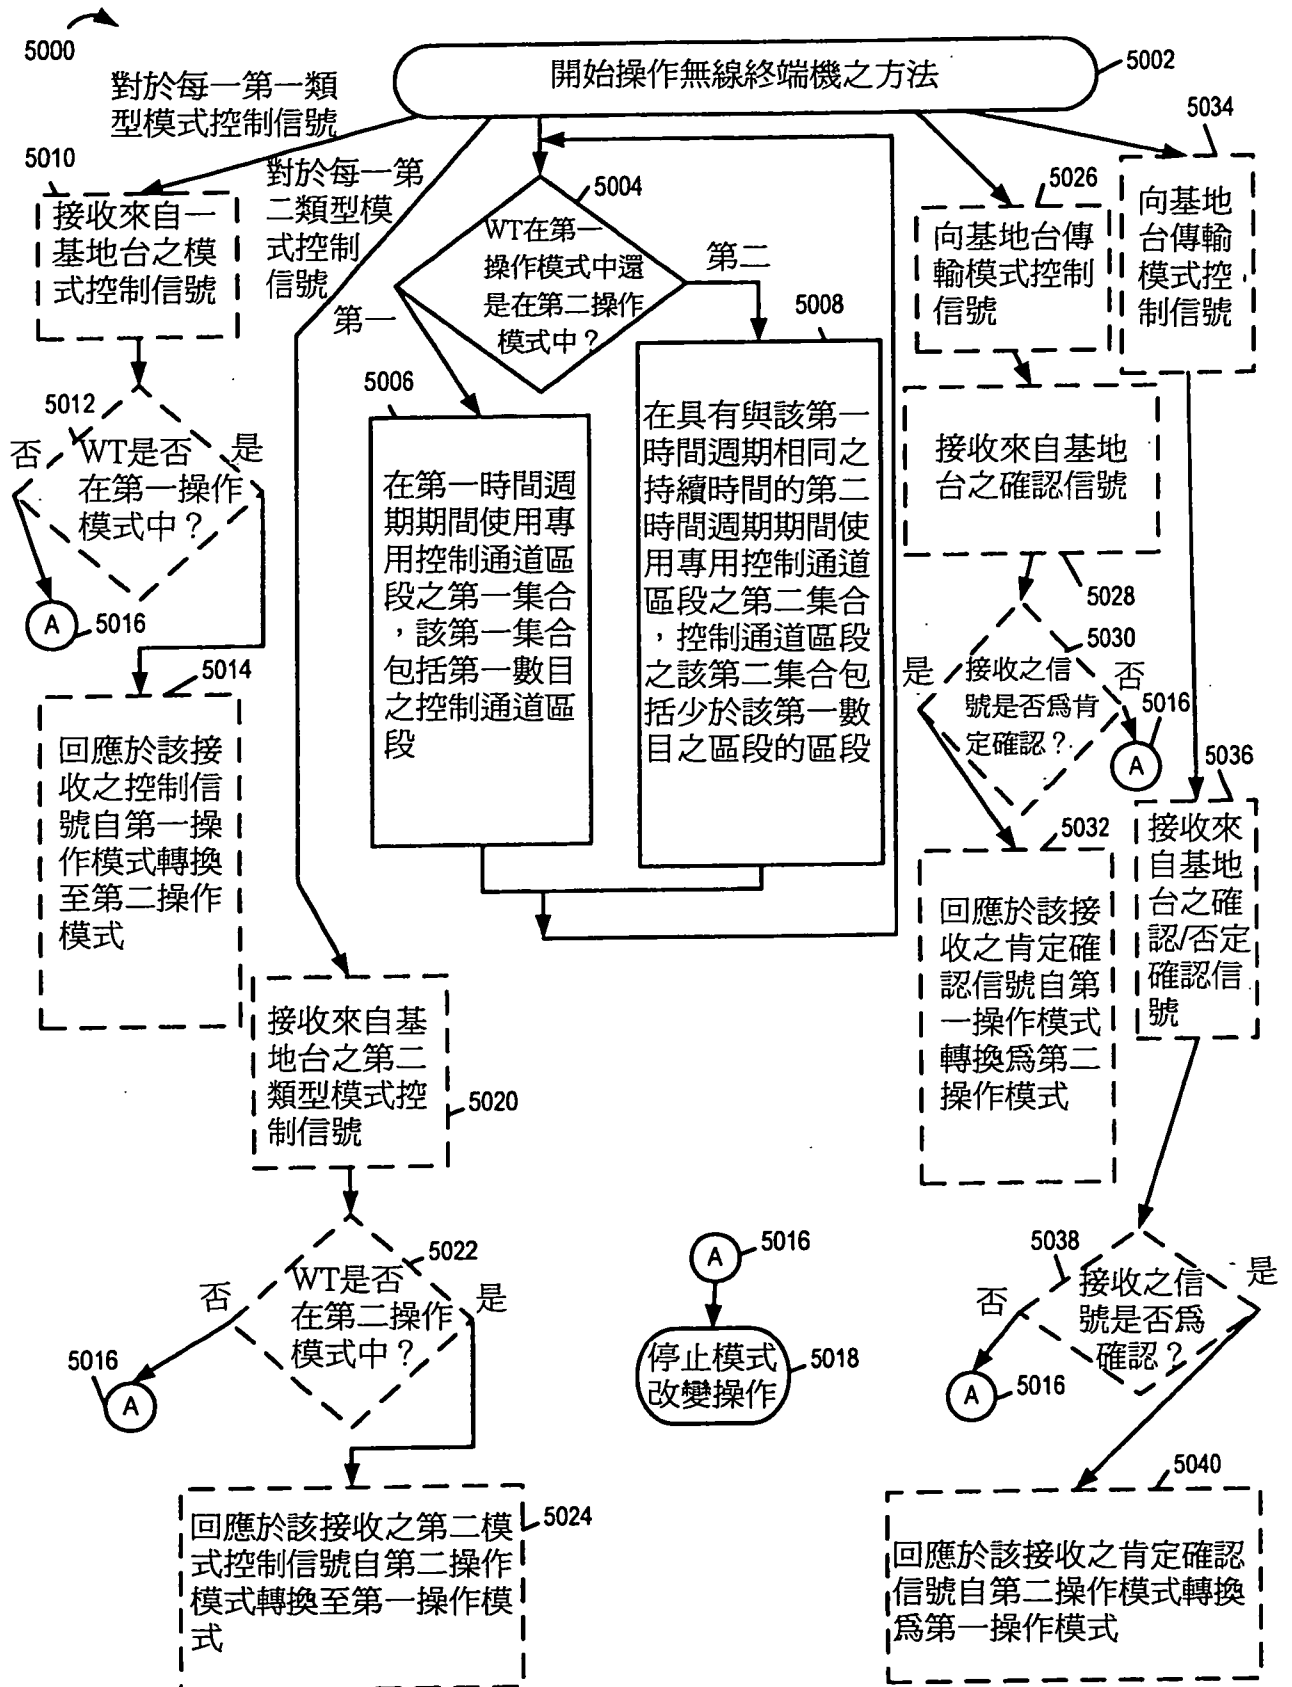 5000
開始操作無線終端機之方法
5002
對於每一第一類
型模式控制信號
5010
接收來自一
基地台之模
式控制信號
對於每一第
二類型模
式控制
信號
5004
WT在第一
操作模式中還
是在第二操作
模式中？
第一
第二
5026
向基地台傳
輸模式控制
信號
5034
向基地
台傳輸
模式控
制信號
5012
否
WT是否
在第一操作
模式中？
是
A
5016
5014
回應於該接
收之控制信
號自第一操
作模式轉換
至第二操作
模式
5006
在第一時間週
期期間使用專
用控制通道區
段之第一集合
，該第一集合
包括第一數目
之控制通道區
段
5008
在具有與該第一
時間週期相同之
持續時間的第二
時間週期期間使
用專用控制通道
區段之第二集合
，控制通道區段
之該第二集合包
括少於該第一數
目之區段的區段
接收來自基地
台之確認信號
5028
5030
是
接收之信
號是否爲肯
定確認？
否
5016
A
5032
回應於該接
收之肯定確
認信號自第
一操作模式
轉換爲第二
操作模式
5036
接收來
自基地
台之確
認/否定
確認信
號
接收來自基
地台之第二
類型模式控
制信號
5020
5022
否
WT是否
在第二操作
模式中？
是
5016
A
5024
回應於該接收之第二模
式控制信號自第二操作
模式轉換至第一操作模
式
A
5016
停止模式
改變操作
5018
5038
否
接收之信
號是否爲
確認？
是
A
5016
5040
回應於該接收之肯定確認
信號自第二操作模式轉換
爲第一操作模式